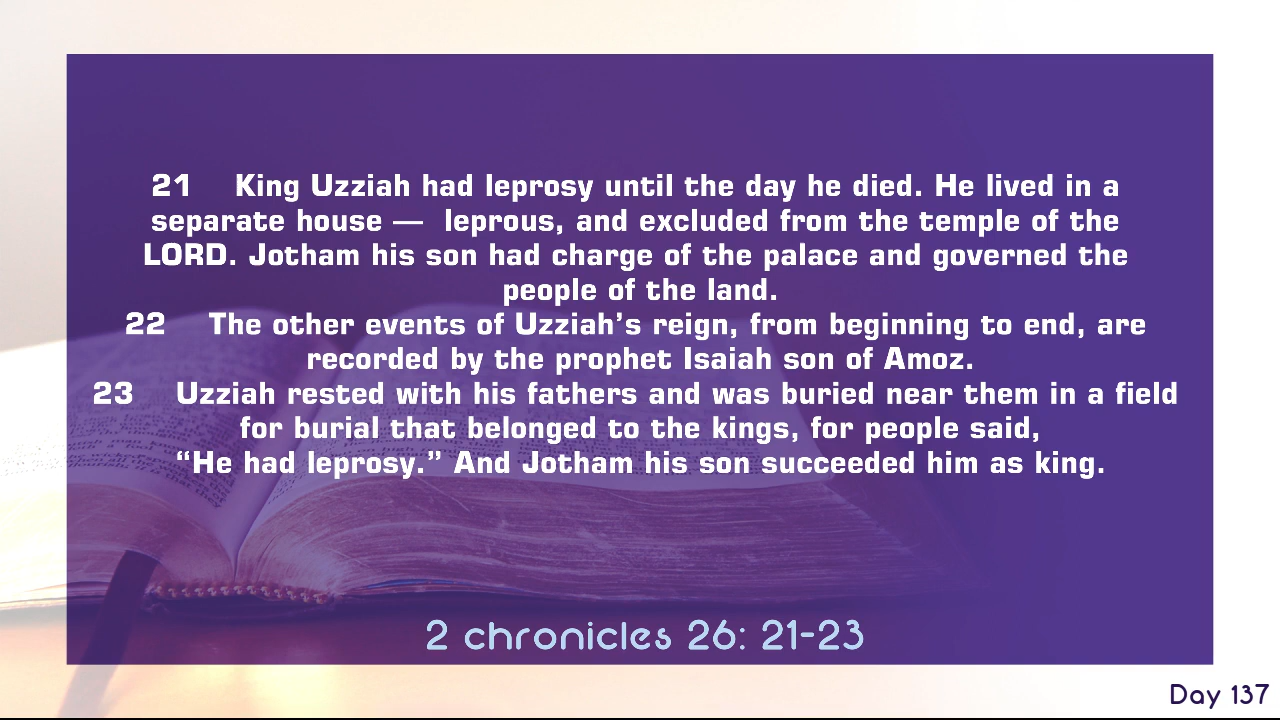 21 King Uzziah had leprosy until the day he died. He lived in a
separate house — leprous, and excluded from the temple of the
LORD. Jotham his son had charge of the palace and governed the
people of the land.
22 The other events of Uzziah’s reign, from beginning to end, are
recorded by the prophet Isaiah son of Amoz.
23 Uzziah rested with his fathers and was buried near them in a field
for burial that belonged to the kings, for people said,
“He had leprosy.” And Jotham his son succeeded him as king.
2 chronicles 26: 21-23
Day 137